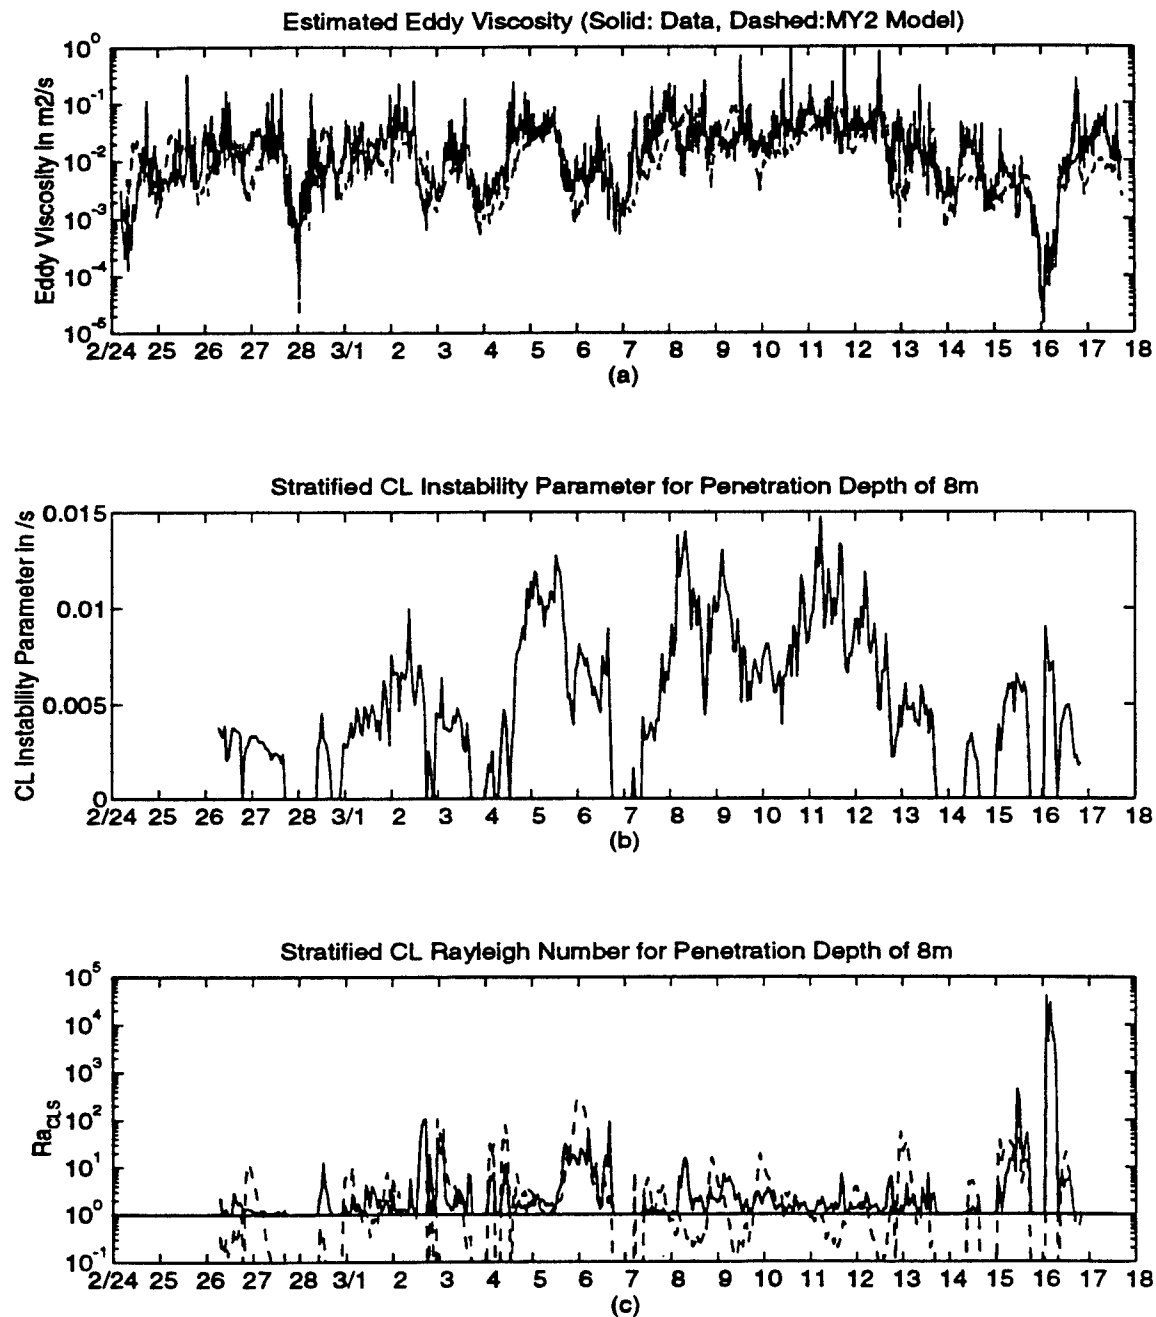 Estimated Eddy Viscosity (Solid: Data, Dashed:MY2 Model)
Eddy Viscosity in m2/s
10^0
10^-1
10^-2
10^-3
10^-4
10^-5
2/24 25 26 27 28 3/1 2 3 4 5 6 7 8 9 10 11 12 13 14 15 16 17 18
(a)
Stratified CL Instability Parameter for Penetration Depth of 8m
CL Instability Parameter in /s
0.015
0.01
0.005
0
2/24 25 26 27 28 3/1 2 3 4 5 6 7 8 9 10 11 12 13 14 15 16 17 18
(b)
Stratified CL Rayleigh Number for Penetration Depth of 8m
Ra_CLs
10^5
10^4
10^3
10^2
10^1
10^0
10^-1
2/24 25 26 27 28 3/1 2 3 4 5 6 7 8 9 10 11 12 13 14 15 16 17 18
(c)